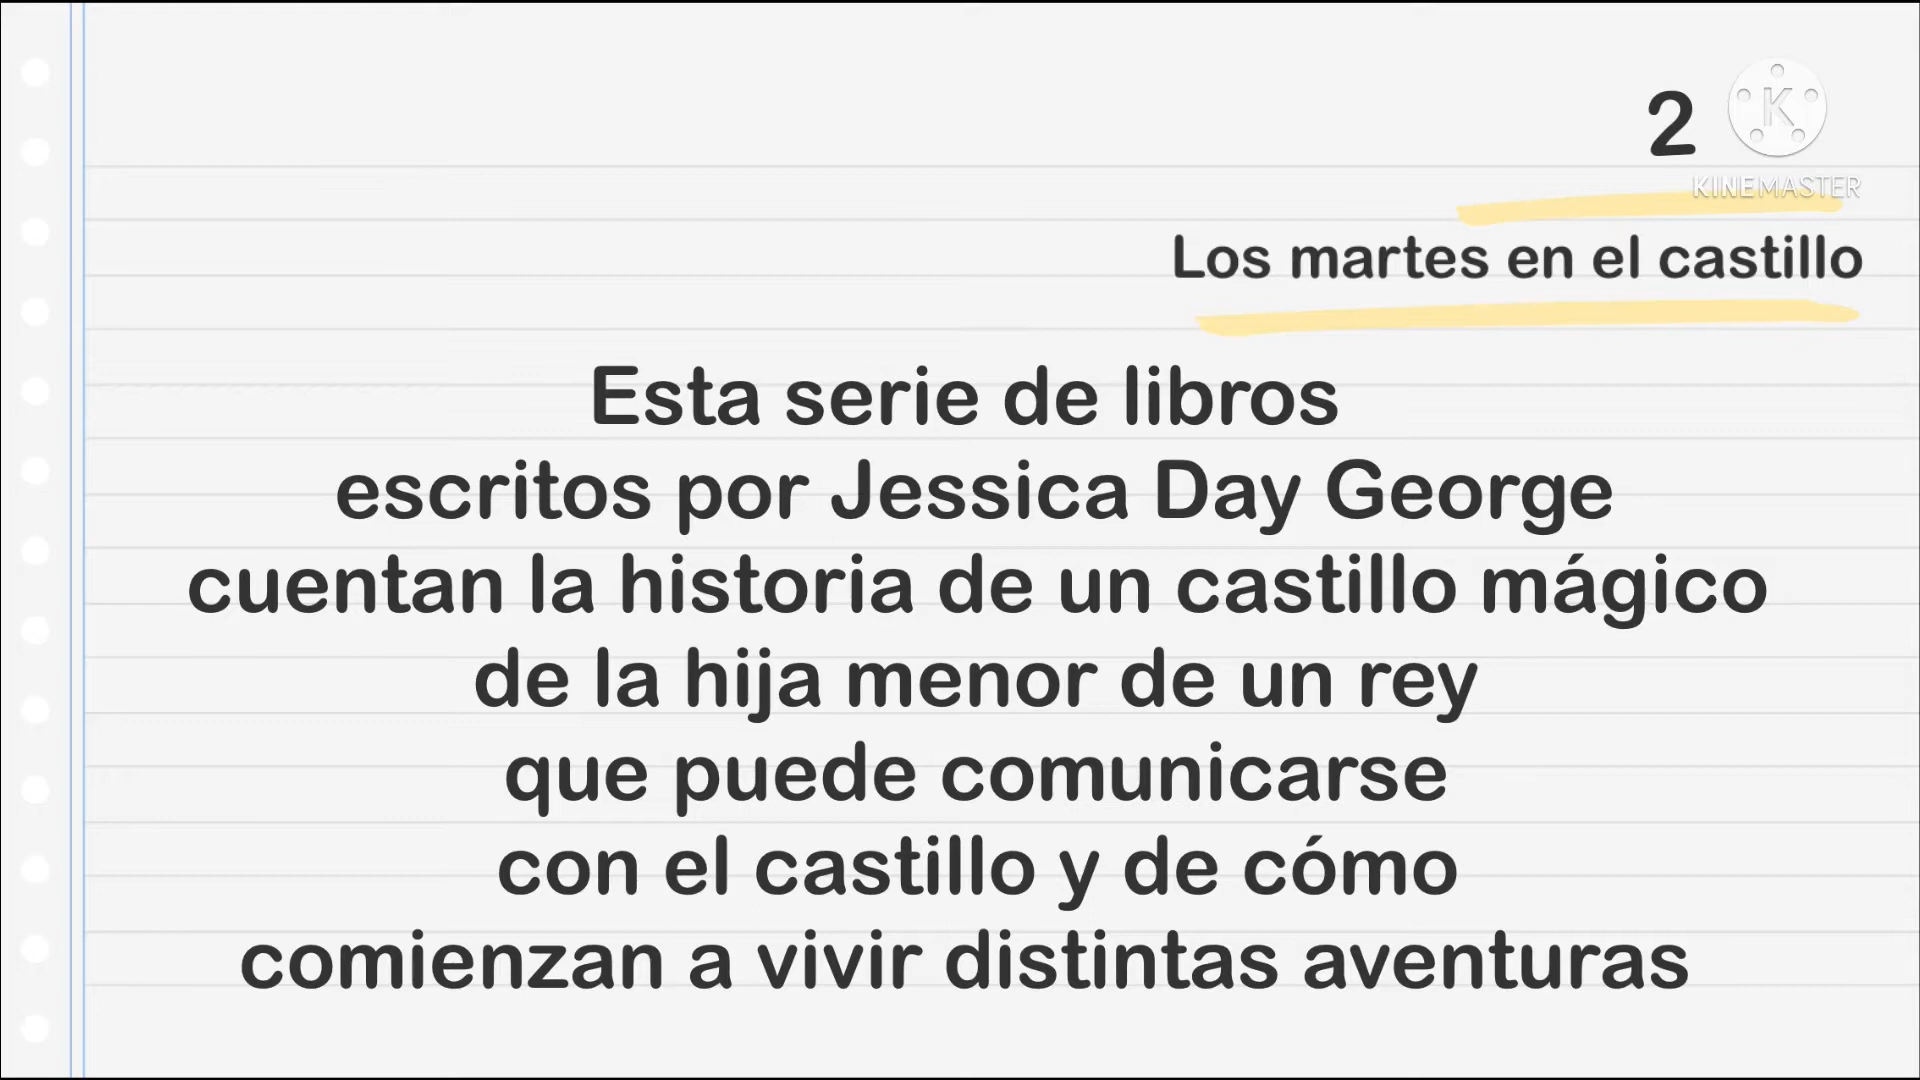 2
K
KINEMASTER
Los martes en el castillo
Esta serie de libros
escritos por Jessica Day George
cuentan la historia de un castillo mágico
de la hija menor de un rey
que puede comunicarse
con el castillo y de cómo
comienzan a vivir distintas aventuras